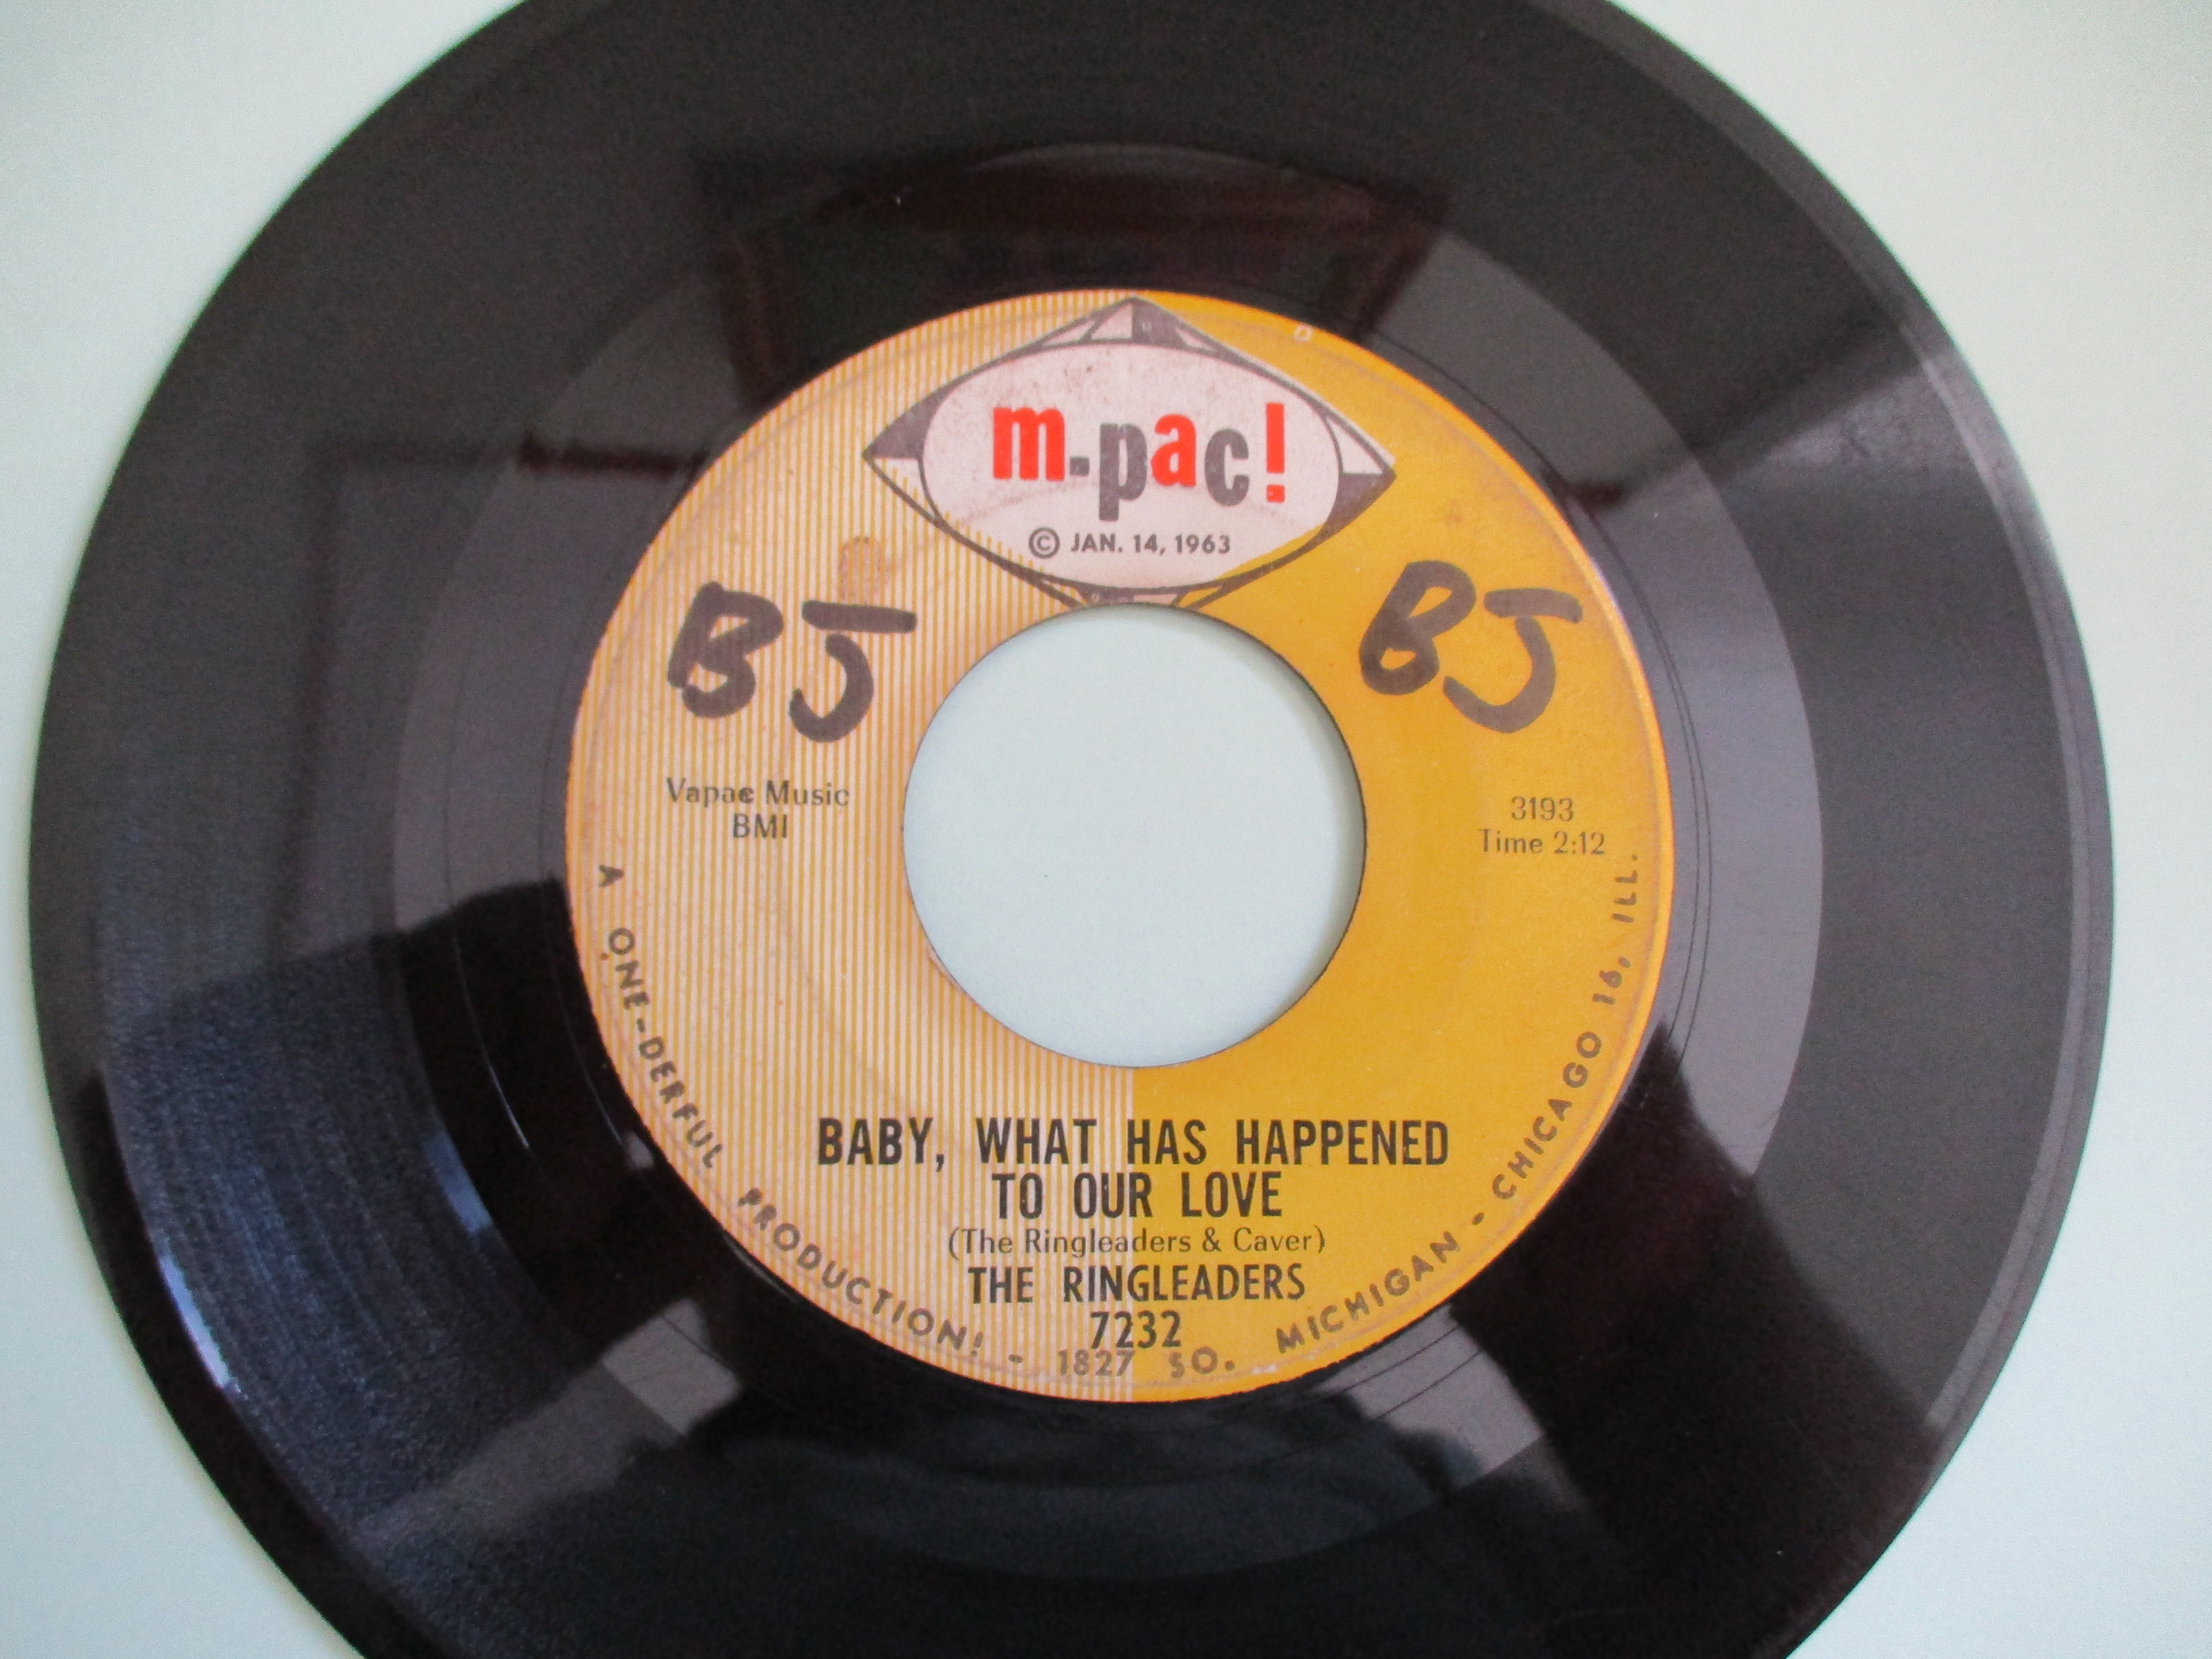 m-pac!
© JAN. 14, 1963
BJ
BJ
Vapac Music
BMI
3193
Time 2:12
BABY, WHAT HAS HAPPENED
TO OUR LOVE
(The Ringleaders & Caver)
THE RINGLEADERS
7232
A ONE-DERFUL PRODUCTION! - 1827 SO. MICHIGAN - CHICAGO 16, ILL.